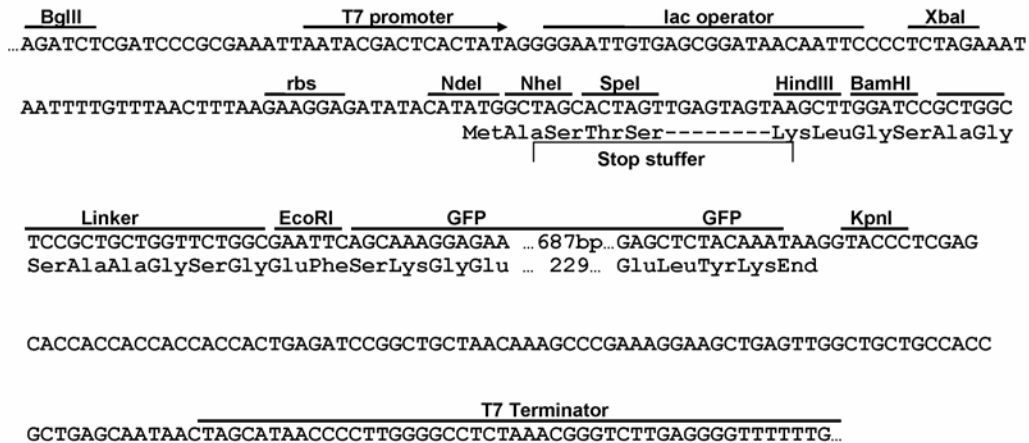 BglII T7 promoter lac operator XbaI
…AGATCTCGATCCCGCGAAATTAATACGACTCACTATAGGGGAATTGTGAGCGGATAACAATTCCCCTCTAGAAAT
rbs NdeI NheI SpeI HindIII BamHI
AATTTTGTTTAACTTTAAGAAGGAGATATACATATGGCTAGCACTAGTTGAGTAGTAAGCTTGGATCCGCTGGC
MetAlaSerThrSer--------LysLeuGlySerAlaGly
Stop stuffer
Linker EcoRI GFP GFP KpnI
TCCGCTGCTGGTTCTGGCGAATTCAGCAAAGGAGAA …687bp… GAGCTCTACAAATAAGGTACCCTCGAG
SerAlaAlaGlySerGlyGluPheSerLysGlyGlu … 229… GluLeuTyrLysEnd
CACCACCACCACCACCACTGAGATCCGGCTGCTAACAAAGCCCGAAAGGAAGCTGAGTTGGCTGCTGCCACC
T7 Terminator
GCTGAGCAATAACTAGCATAACCCCTTGGGGCCTCTAAACGGGTCTTGAGGGGTTTTTTG…